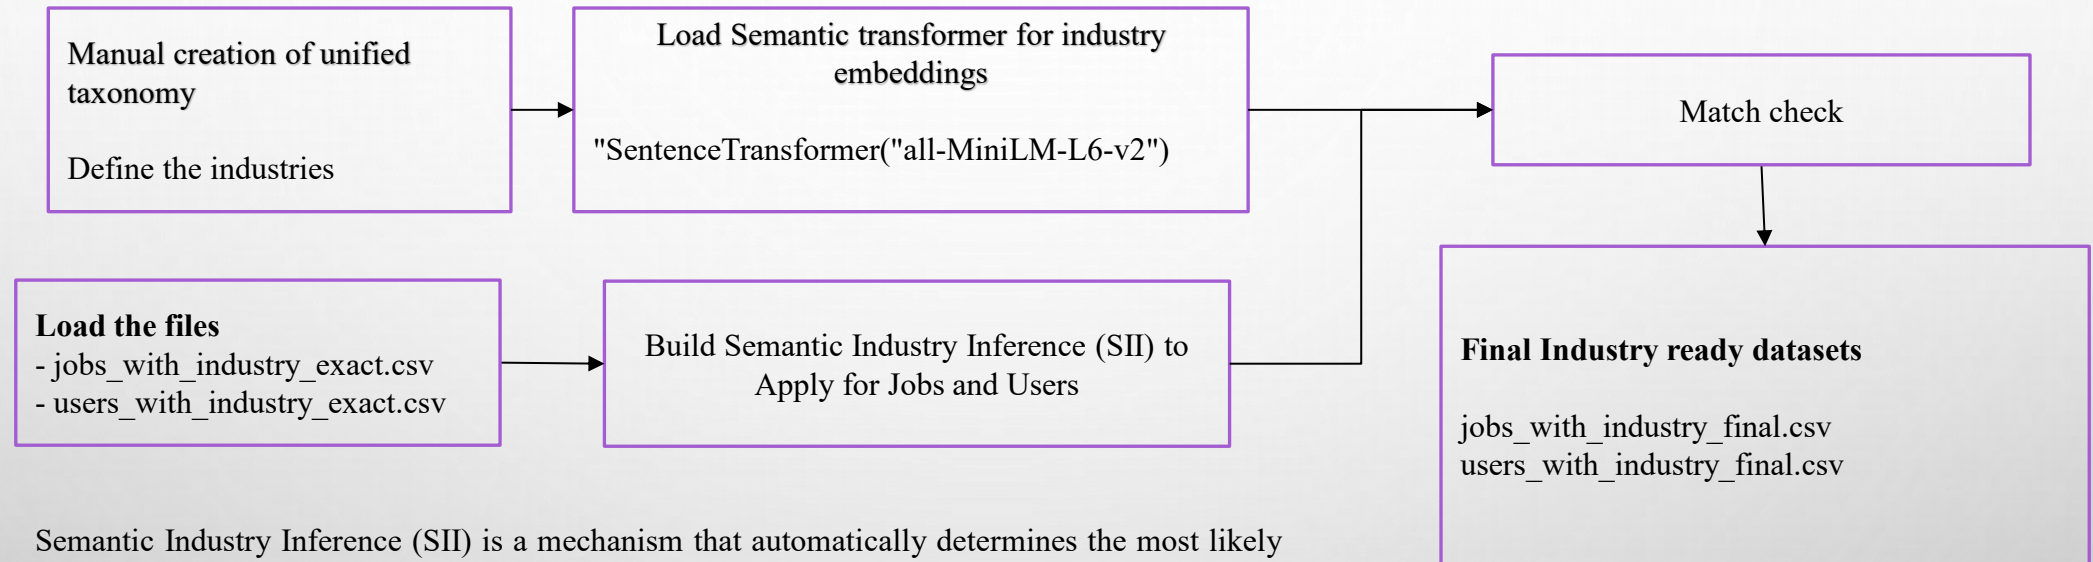 Manual creation of unified
taxonomy
Define the industries
Load Semantic transformer for industry
embeddings
"SentenceTransformer("all-MiniLM-L6-v2")
Match check
Load the files
- jobs_with_industry_exact.csv
- users_with_industry_exact.csv
Build Semantic Industry Inference (SII) to
Apply for Jobs and Users
Final Industry ready datasets
jobs_with_industry_final.csv
users_with_industry_final.csv
Semantic Industry Inference (SII) is a mechanism that automatically determines the most likely